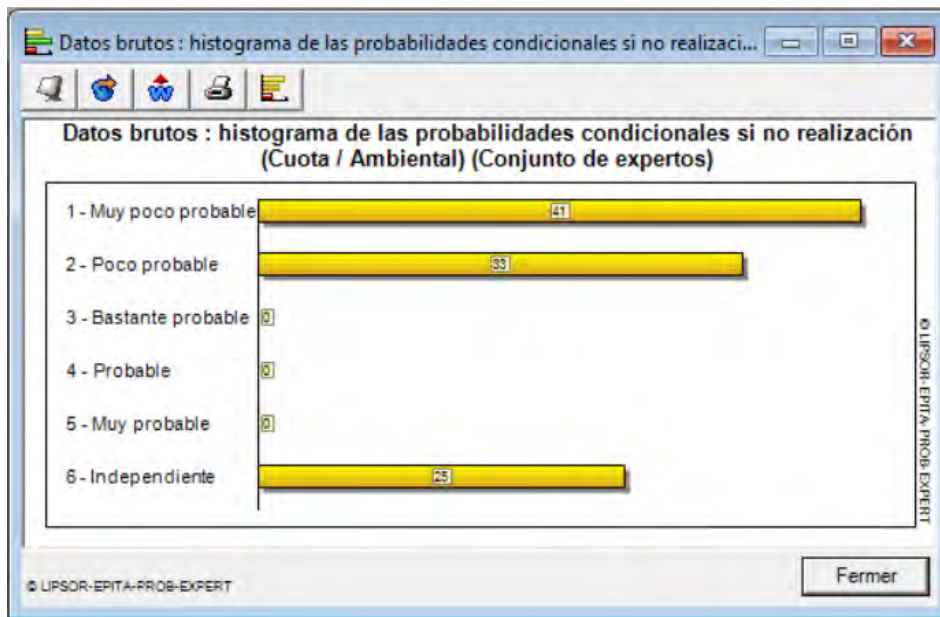 Datos brutos : histograma de las probabilidades condicionales si no realizaci...
Datos brutos : histograma de las probabilidades condicionales si no realización
(Cuota / Ambiental) (Conjunto de expertos)
1 - Muy poco probable 41
2 - Poco probable 33
3 - Bastante probable 0
4 - Probable 0
5 - Muy probable 0
6 - Independiente 25
© LIPSOR-EPITA-PROB-EXPERT
© LIPSOR-EPITA-PROB-EXPERT
Fermer